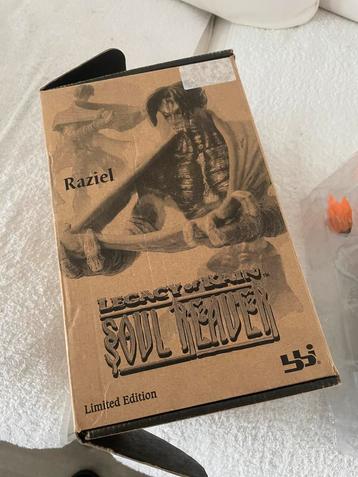 Raziel
LEGACY OF KAIN
SOUL REAVER
Limited Edition